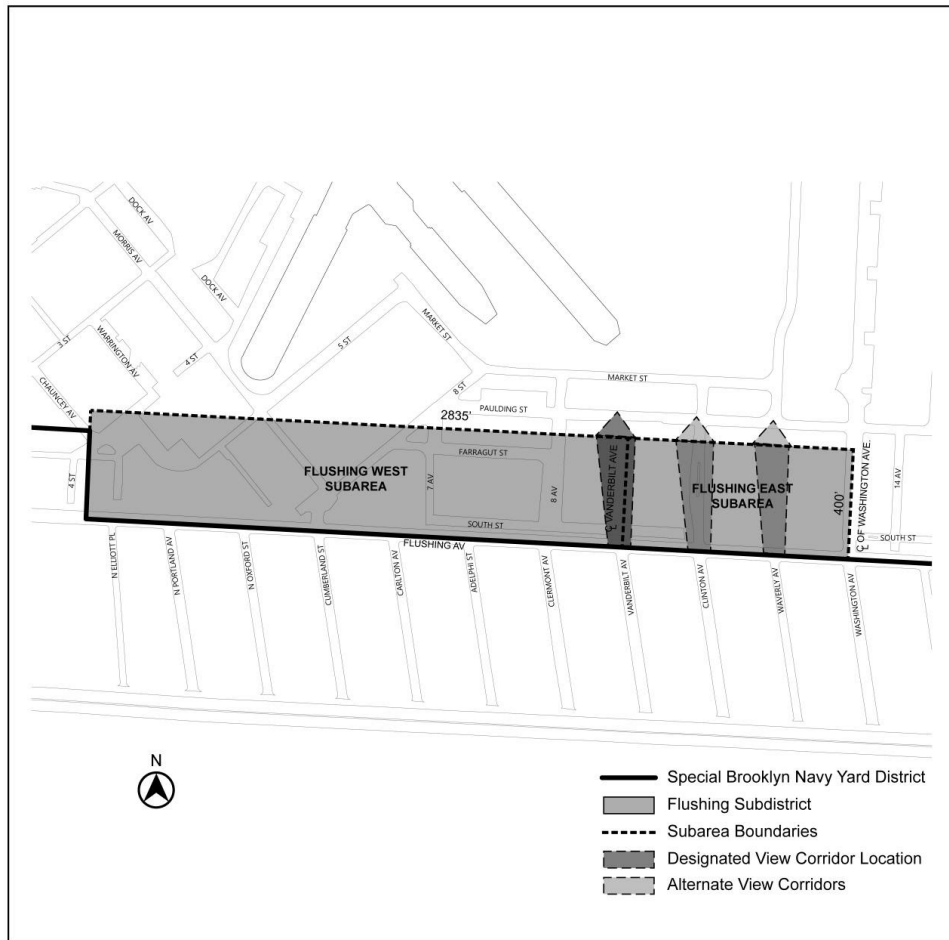 DOCK AV
MORRIS AV
DOCK AV
3 ST
WARRINGTON AV
4 ST
5 ST
MARKET ST
CHAUNCEY AV
8 ST
MARKET ST
PAULDING ST
2835'
FARRAGUT ST
FLUSHING WEST
SUBAREA
7 AV
8 AV
℄ VANDERBILT AVE.
FLUSHING EAST
SUBAREA
400'
℄ OF WASHINGTON AVE.
14 AV
4 ST
SOUTH ST
SOUTH ST
FLUSHING AV
N ELLIOTT PL
N PORTLAND AV
N OXFORD ST
CUMBERLAND ST
CARLTON AV
ADELPHI ST
CLERMONT AV
VANDERBILT AV
CLINTON AV
WAVERLY AV
WASHINGTON AV
N
Special Brooklyn Navy Yard District
Flushing Subdistrict
Subarea Boundaries
Designated View Corridor Location
Alternate View Corridors